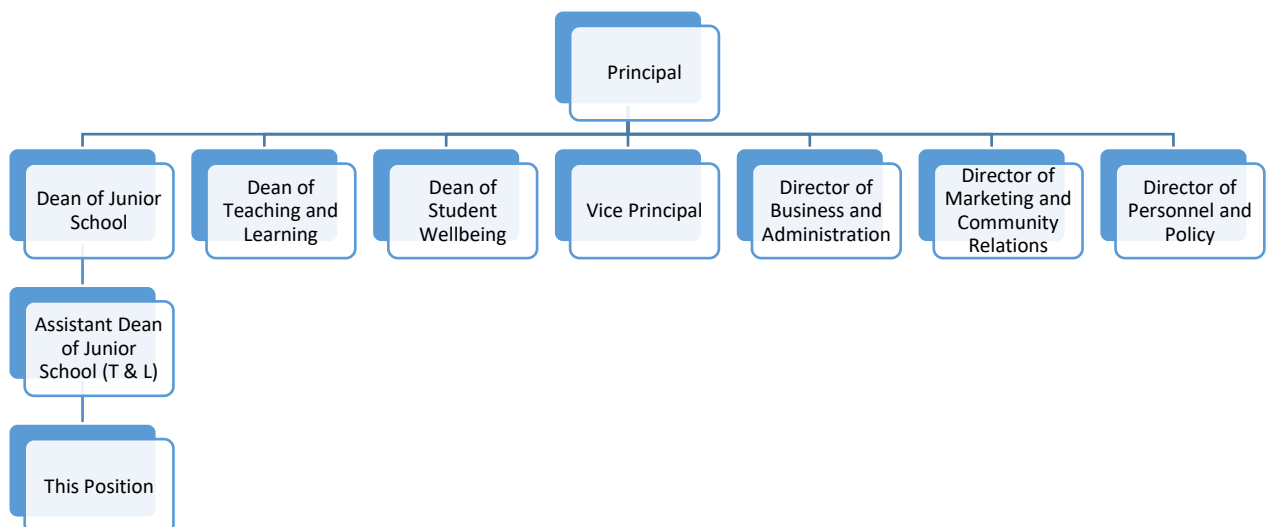 Principal
Dean of Junior
School
Dean of
Teaching and
Learning
Dean of
Student
Wellbeing
Vice Principal
Director of
Business and
Administration
Director of
Marketing and
Community
Relations
Director of
Personnel and
Policy
Assistant Dean
of Junior
School (T & L)
This Position